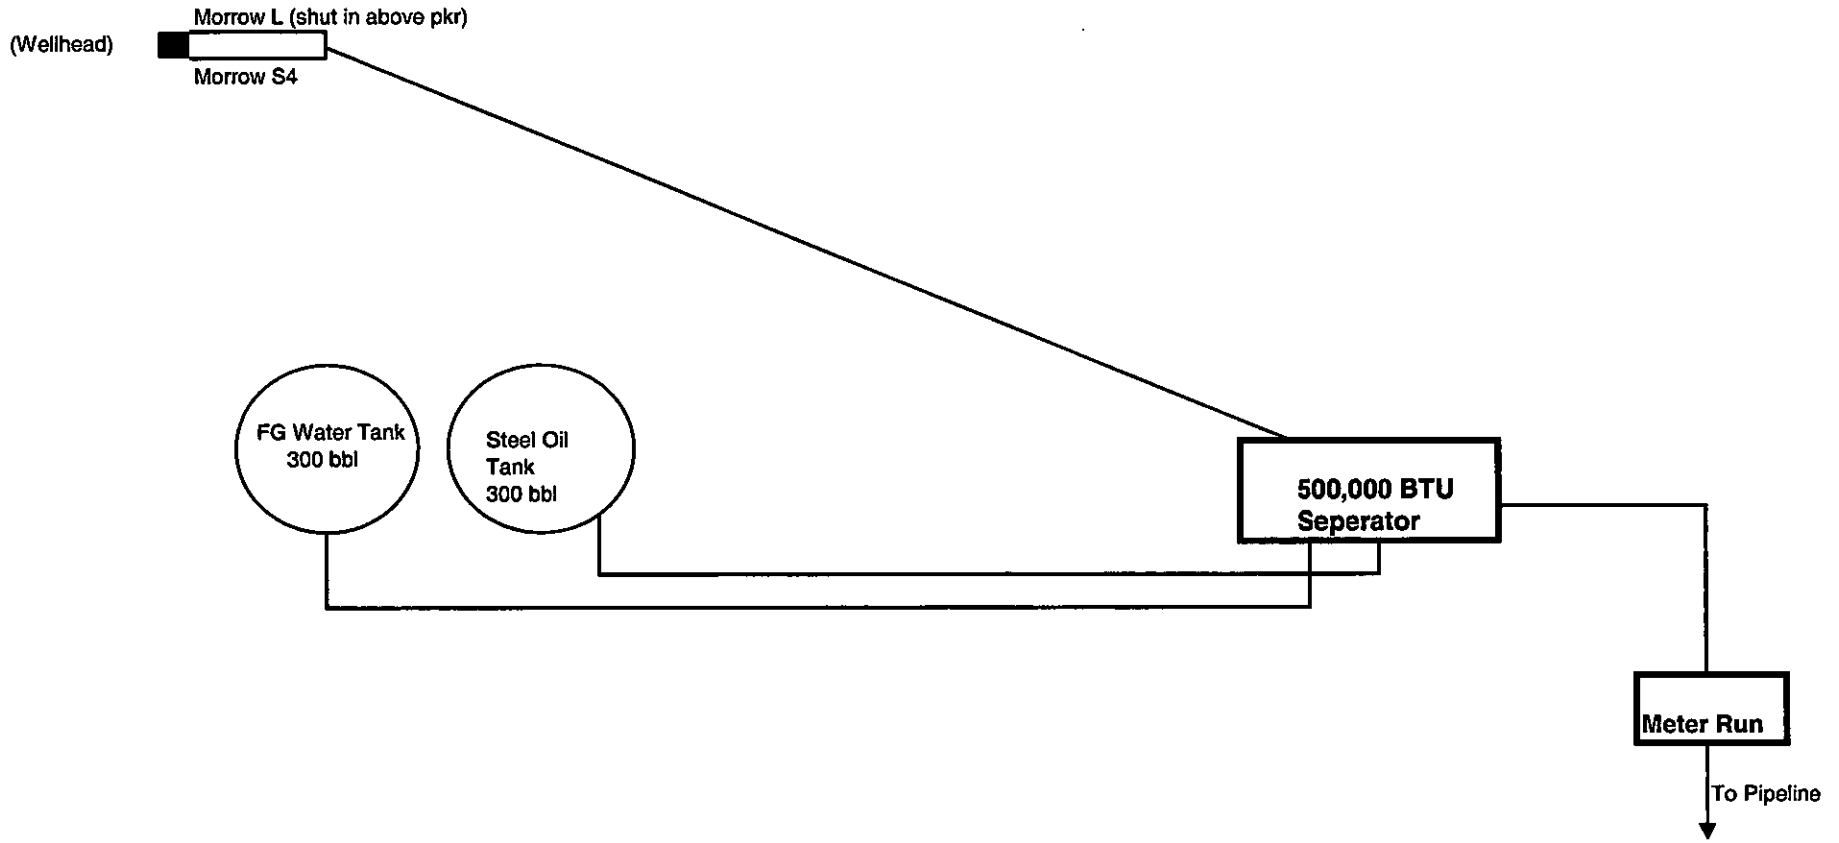 Morrow L (shut in above pkr)
(Wellhead)
Morrow S4
FG Water Tank
300 bbl
Steel Oil
Tank
300 bbl
500,000 BTU
Seperator
Meter Run
To Pipeline